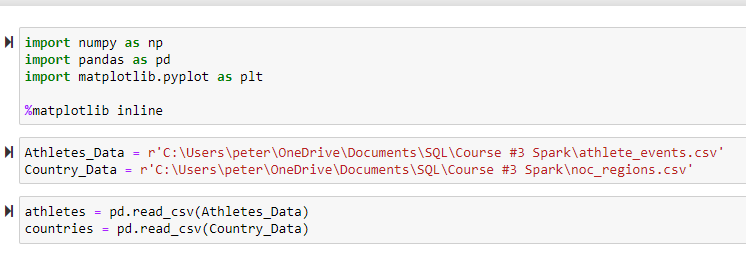 import numpy as np
import pandas as pd
import matplotlib.pyplot as plt
%matplotlib inline
Athletes_Data = r'C:\Users\peter\OneDrive\Documents\SQL\Course #3 Spark\athlete_events.csv'
Country_Data = r'C:\Users\peter\OneDrive\Documents\SQL\Course #3 Spark\noc_regions.csv'
athletes = pd.read_csv(Athletes_Data)
countries = pd.read_csv(Country_Data)